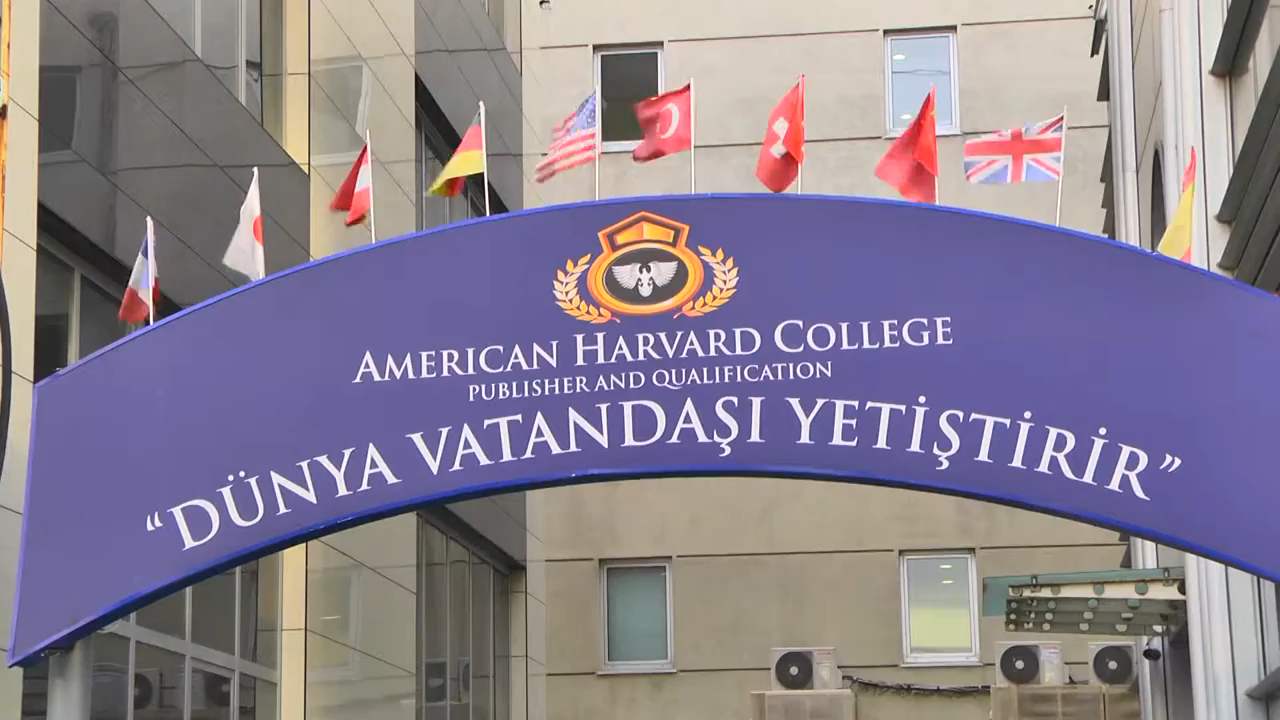 AMERICAN HARVARD COLLEGE
PUBLISHER AND QUALIFICATION
“DÜNYA VATANDAŞI YETİŞTİRİR”